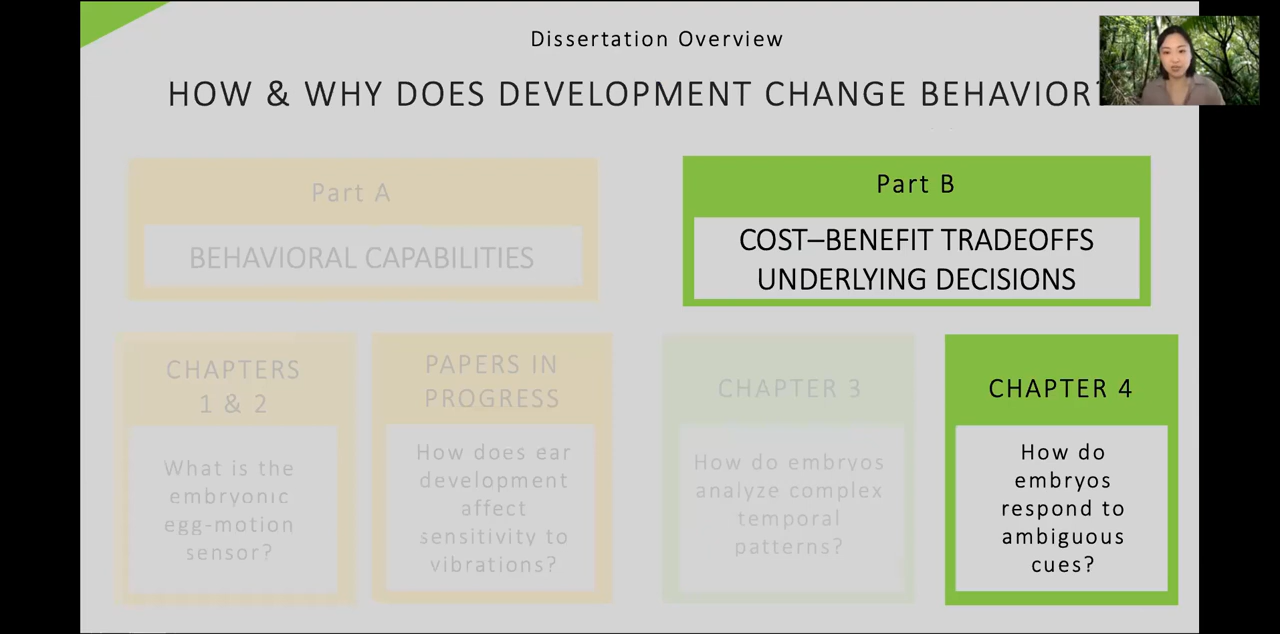 Dissertation Overview
HOW & WHY DOES DEVELOPMENT CHANGE BEHAVIOR?
Part A
BEHAVIORAL CAPABILITIES
Part B
COST–BENEFIT TRADEOFFS
UNDERLYING DECISIONS
CHAPTERS
1 & 2
What is the
embryonic
egg-motion
sensor?
PAPERS IN
PROGRESS
How does ear
development
affect
sensitivity to
vibrations?
CHAPTER 3
How do embryos
analyze complex
temporal
patterns?
CHAPTER 4
How do
embryos
respond to
ambiguous
cues?